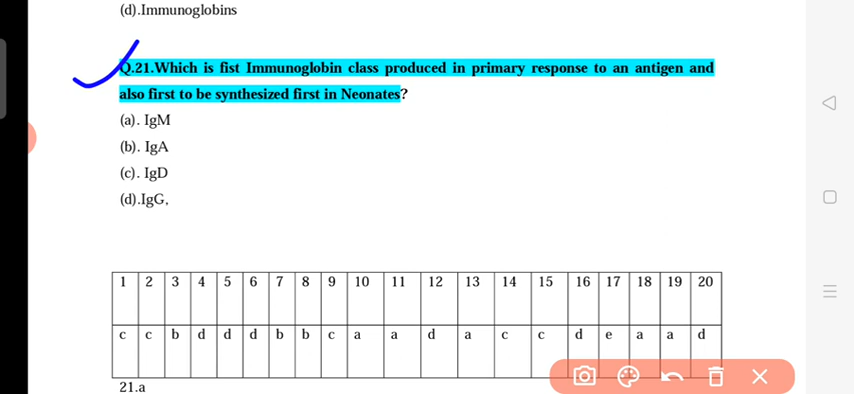 (d).Immunoglobins
Q.21.Which is fist Immunoglobin class produced in primary response to an antigen and
also first to be synthesized first in Neonates?
(a). IgM
(b). IgA
(c). IgD
(d).IgG,
1 2 3 4 5 6 7 8 9 10 11 12 13 14 15 16 17 18 19 20
c c b d d d b b c a a d a c c d e a a d
21.a